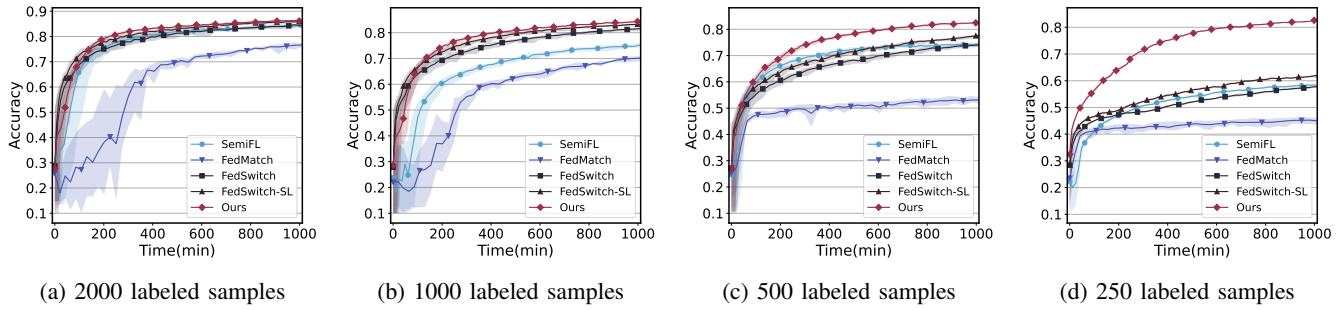 Accuracy
0.9
0.8
0.7
0.6
0.5
0.4
0.3
0.2
0.1
SemiFL
FedMatch
FedSwitch
FedSwitch-SL
Ours
0 200 400 600 800 1000
Time(min)
(a) 2000 labeled samples
Accuracy
0.8
0.7
0.6
0.5
0.4
0.3
0.2
0.1
SemiFL
FedMatch
FedSwitch
FedSwitch-SL
Ours
0 200 400 600 800 1000
Time(min)
(b) 1000 labeled samples
Accuracy
0.8
0.7
0.6
0.5
0.4
0.3
0.2
0.1
SemiFL
FedMatch
FedSwitch
FedSwitch-SL
Ours
0 200 400 600 800 1000
Time(min)
(c) 500 labeled samples
Accuracy
0.8
0.7
0.6
0.5
0.4
0.3
0.2
0.1
SemiFL
FedMatch
FedSwitch
FedSwitch-SL
Ours
0 200 400 600 800 1000
Time(min)
(d) 250 labeled samples